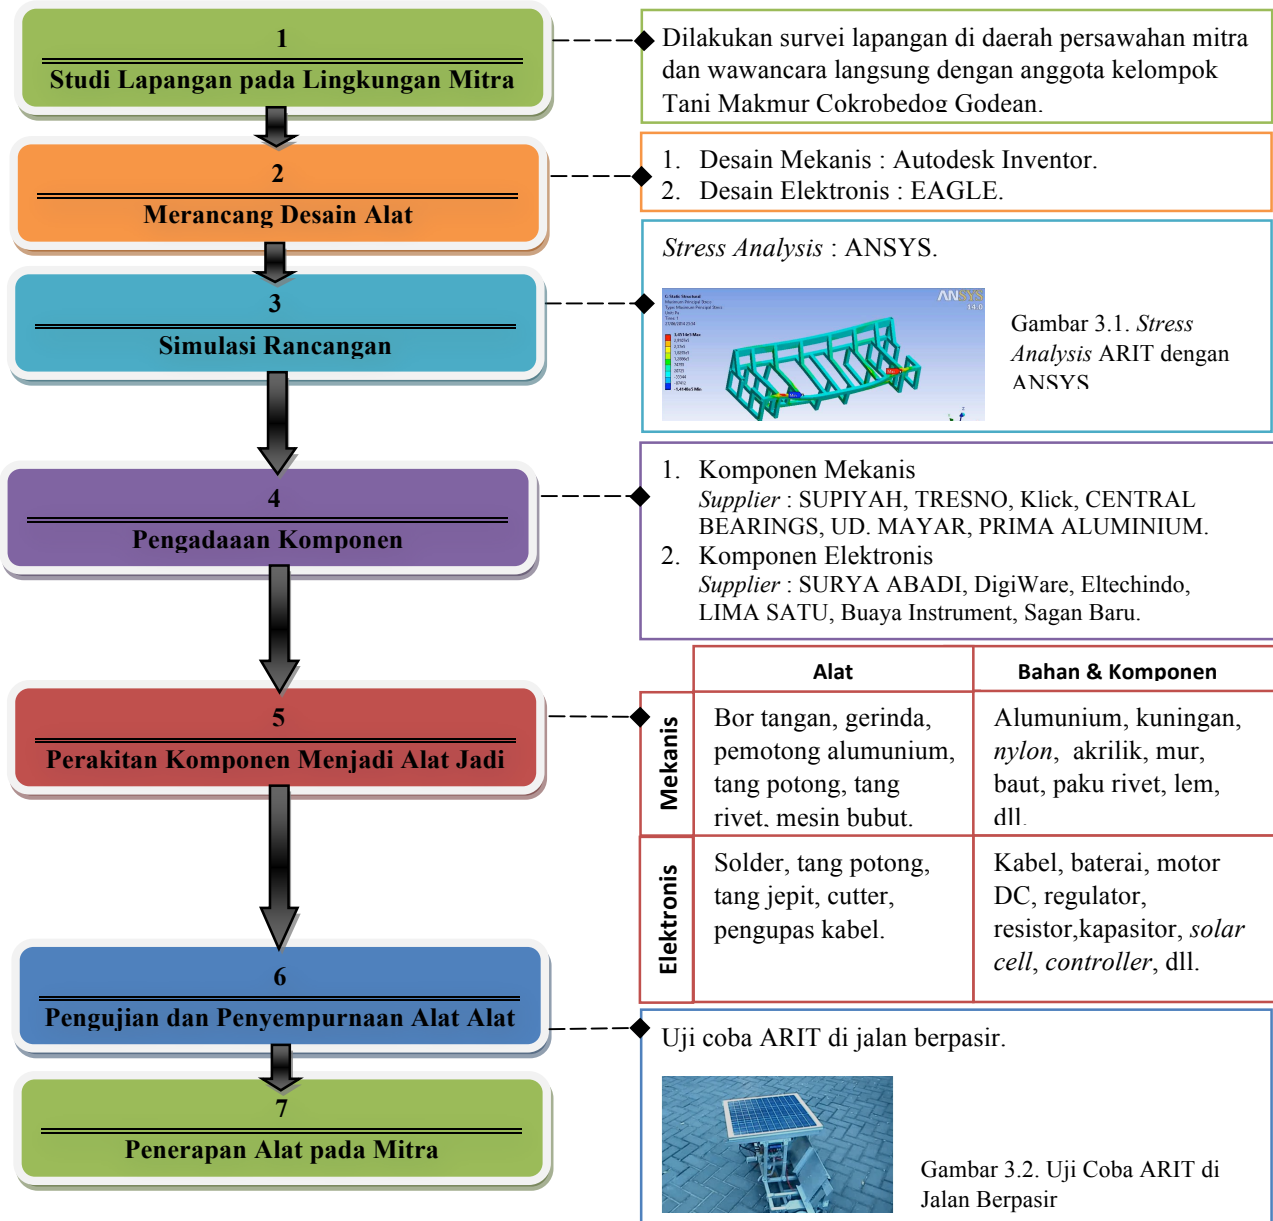 1
Studi Lapangan pada Lingkungan Mitra
Dilakukan survei lapangan di daerah persawahan mitra
dan wawancara langsung dengan anggota kelompok
Tani Makmur Cokrobedog Godean.
2
Merancang Desain Alat
1. Desain Mekanis : Autodesk Inventor.
2. Desain Elektronis : EAGLE.
3
Simulasi Rancangan
Stress Analysis : ANSYS.
ANSYS
14.0
Gambar 3.1. Stress
Analysis ARIT dengan
ANSYS
4
Pengadaaan Komponen
1. Komponen Mekanis
Supplier : SUPIYAH, TRESNO, Klick, CENTRAL
BEARINGS, UD. MAYAR, PRIMA ALUMINIUM.
2. Komponen Elektronis
Supplier : SURYA ABADI, DigiWare, Eltechindo,
LIMA SATU, Buaya Instrument, Sagan Baru.
5
Perakitan Komponen Menjadi Alat Jadi
Alat
Bahan & Komponen
Mekanis
Bor tangan, gerinda,
pemotong alumunium,
tang potong, tang
rivet, mesin bubut.
Alumunium, kuningan,
nylon, akrilik, mur,
baut, paku rivet, lem,
dll.
Elektronis
Solder, tang potong,
tang jepit, cutter,
pengupas kabel.
Kabel, baterai, motor
DC, regulator,
resistor,kapasitor, solar
cell, controller, dll.
6
Pengujian dan Penyempurnaan Alat Alat
Uji coba ARIT di jalan berpasir.
Gambar 3.2. Uji Coba ARIT di
Jalan Berpasir
7
Penerapan Alat pada Mitra